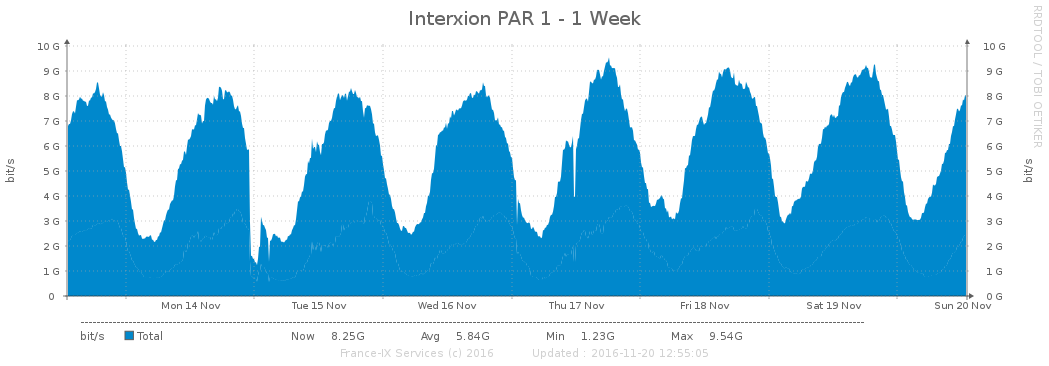 Interxion PAR 1 - 1 Week
RRDTOOL / TOBI OETIKER
bit/s
10 G 10 G
9 G 9 G
8 G 8 G
7 G 7 G
6 G 6 G
5 G 5 G
4 G 4 G
3 G 3 G
2 G 2 G
1 G 1 G
0 0 G
bit/s
Mon 14 Nov Tue 15 Nov Wed 16 Nov Thu 17 Nov Fri 18 Nov Sat 19 Nov Sun 20 Nov
bit/s Total Now 8.25G Avg 5.84G Min 1.23G Max 9.54G
France-IX Services (c) 2016 Updated : 2016-11-20 12:55:05